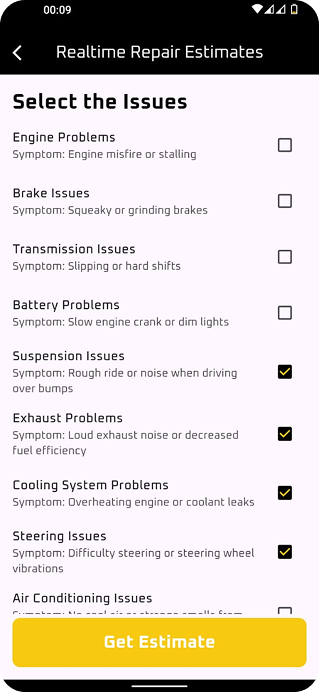 00:09
Realtime Repair Estimates
Select the Issues
Engine Problems
Symptom: Engine misfire or stalling
Brake Issues
Symptom: Squeaky or grinding brakes
Transmission Issues
Symptom: Slipping or hard shifts
Battery Problems
Symptom: Slow engine crank or dim lights
Suspension Issues
Symptom: Rough ride or noise when driving
over bumps
Exhaust Problems
Symptom: Loud exhaust noise or decreased
fuel efficiency
Cooling System Problems
Symptom: Overheating engine or coolant leaks
Steering Issues
Symptom: Difficulty steering or steering wheel
vibrations
Air Conditioning Issues
Symptom: No cool air or strange smells from
Get Estimate